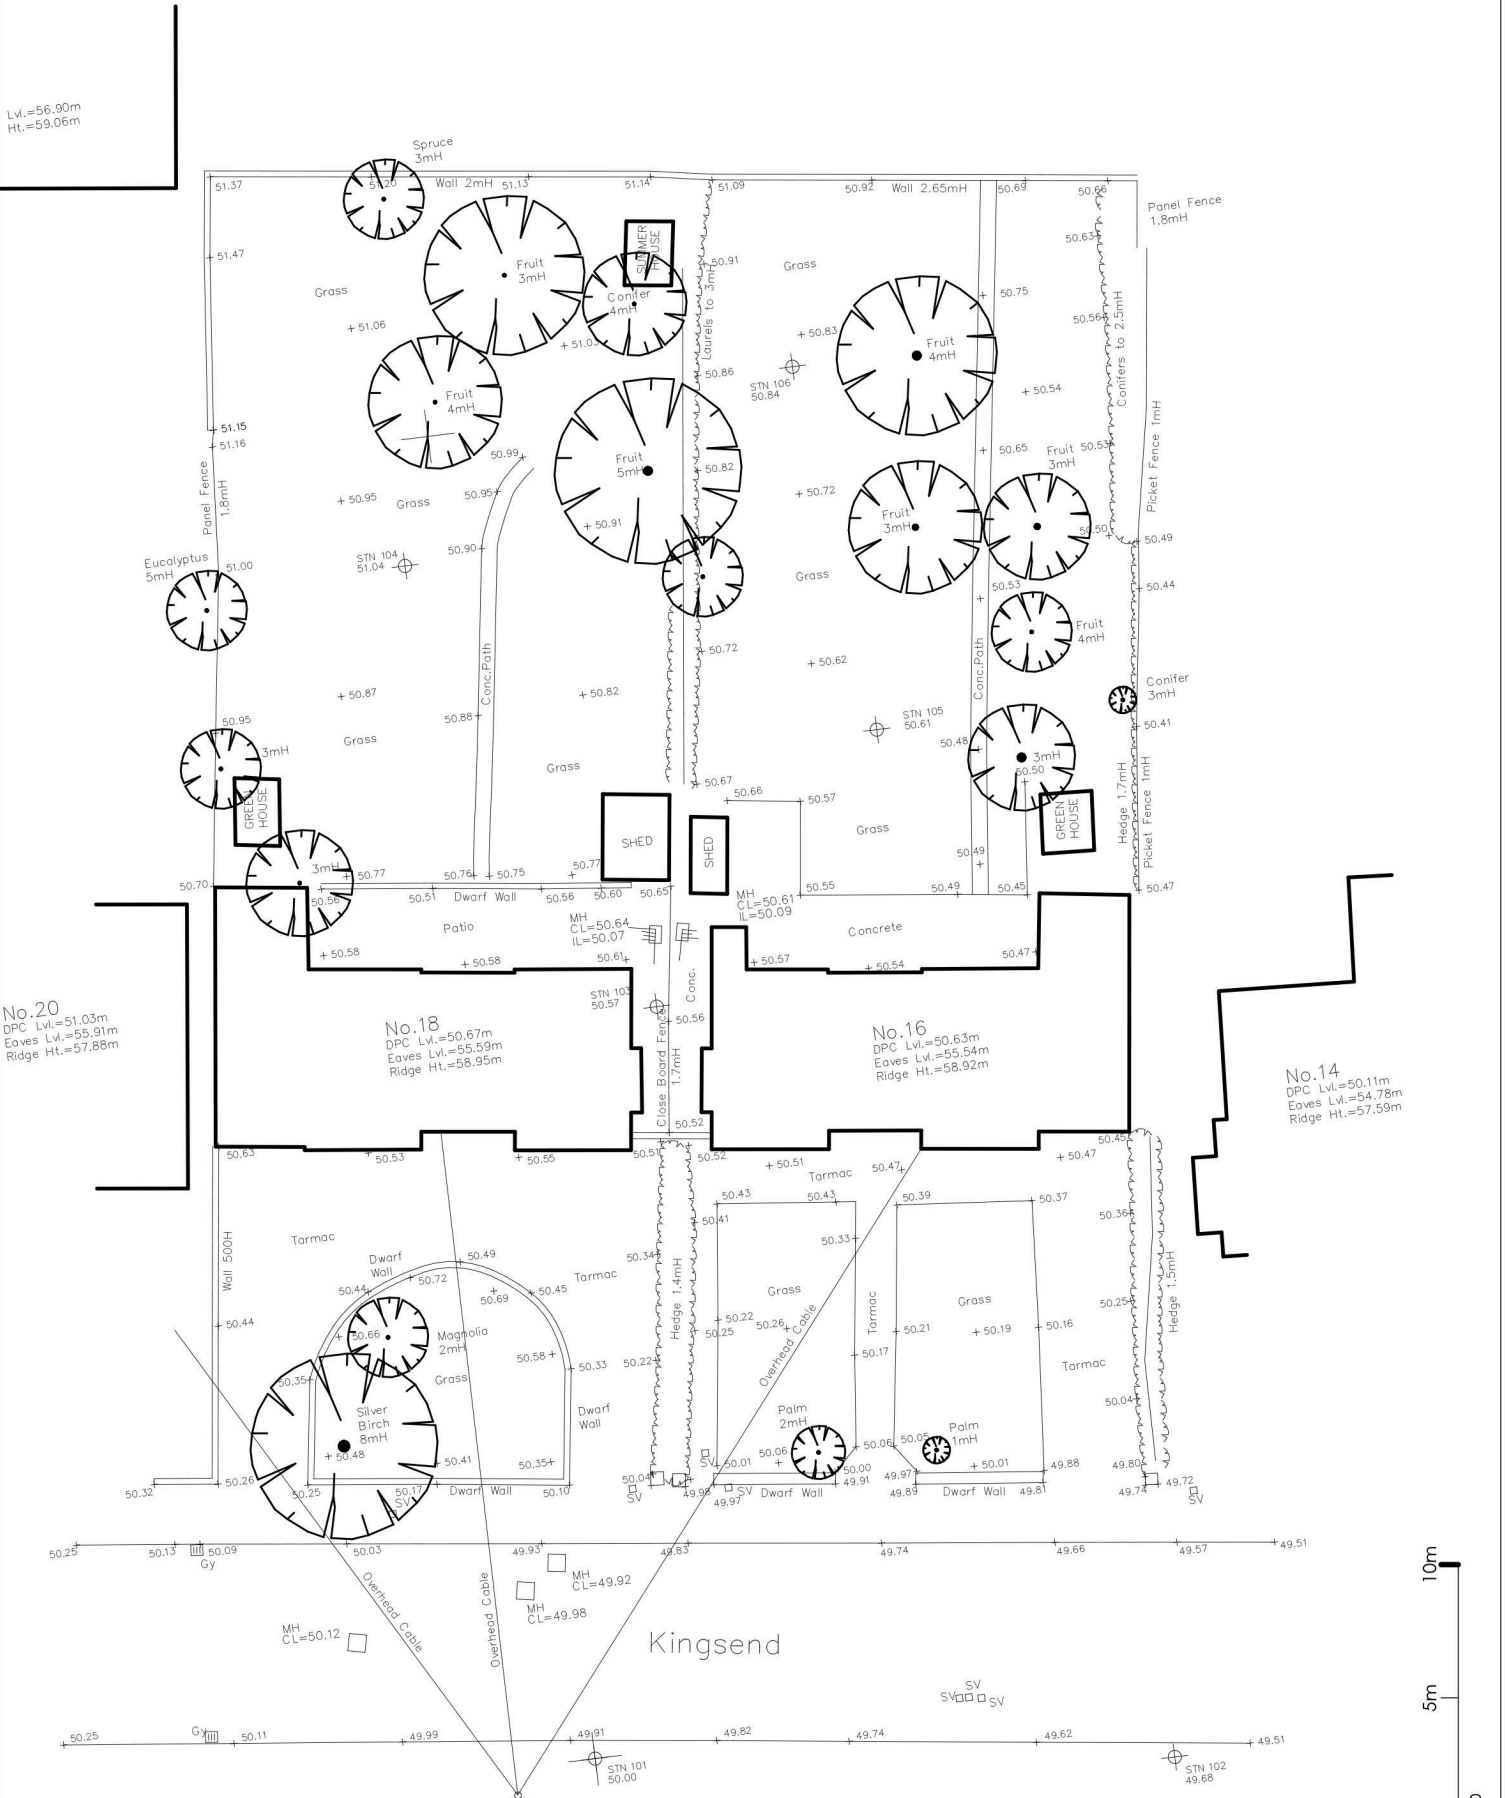 Lvl.=56.90m
Ht.=59.06m
Spruce
3mH
51.37
51.20
Wall 2mH
51.13
51.14
51.09
50.92
Wall 2.65mH
50.69
50.66
Panel Fence
1.8mH
51.47
50.63
SUMMER
HOUSE
50.91
Grass
Fruit
3mH
Grass
Conifer
4mH
50.75
51.06
50.56
50.83
51.03
Laurels to 3mH
Conifers to 2.5mH
Fruit
4mH
50.86
STN 106
50.84
50.54
Fruit
4mH
51.15
51.16
Picket Fence 1mH
50.99
Fruit
5mH
50.82
50.65
Fruit
3mH
50.53
Panel Fence
1.8mH
50.95
Grass
50.95
50.72
Fruit
3mH
50.91
50.50
50.49
50.90
STN 104
51.04
Eucalyptus
5mH
51.00
Grass
50.53
50.44
Fruit
4mH
50.72
50.62
Conc.Path
Conc.Path
Conifer
3mH
50.87
50.82
50.88
50.95
STN 105
50.61
50.41
50.48
Grass
3mH
3mH
50.50
Grass
50.67
50.66
50.57
GREEN
HOUSE
GREEN
HOUSE
Hedge 1.7mH
Picket Fence 1mH
Grass
SHED
SHED
50.49
3mH
50.77
50.76
50.75
50.77
50.70
50.56
50.51
Dwarf Wall
50.56
50.60
50.65
50.55
50.49
50.45
50.47
MH
CL=50.61
IL=50.09
MH
CL=50.64
IL=50.07
Patio
Concrete
50.58
50.58
50.61
50.57
50.54
50.47
STN 103
50.57
Conc.
No.20
DPC Lvl.=51.03m
Eaves Lvl.=55.91m
Ridge Ht.=57.88m
No.18
DPC Lvl.=50.67m
Eaves Lvl.=55.59m
Ridge Ht.=58.95m
50.56
Close Board Fence
1.7mH
No.16
DPC Lvl.=50.63m
Eaves Lvl.=55.54m
Ridge Ht.=58.92m
No.14
DPC Lvl.=50.11m
Eaves Lvl.=54.78m
Ridge Ht.=57.59m
50.52
50.63
50.53
50.55
50.51
50.52
50.51
Tarmac
50.47
50.47
50.45
50.43
50.43
50.39
50.37
50.41
50.36
50.33
Wall 500H
Tarmac
Dwarf
Wall
50.49
50.34
50.72
Tarmac
50.44
50.69
50.45
Hedge 1.4mH
Grass
Grass
50.25
Hedge 1.5mH
50.44
50.66
Magnolia
2mH
50.22
50.25
50.26
Overhead Cable
Tarmac
50.21
50.19
50.16
50.58
50.33
50.22
50.17
Tarmac
50.35
Grass
50.04
Silver
Birch
8mH
Dwarf
Wall
Palm
2mH
Palm
1mH
50.48
50.41
50.35
SV
50.01
50.06
50.06
50.05
50.01
49.88
49.80
50.32
50.26
50.25
50.17
SV
Dwarf Wall
50.10
50.04
SV
49.98
49.97
SV
Dwarf Wall
50.00
49.91
49.97
49.89
Dwarf Wall
49.81
49.74
49.72
SV
50.25
50.13
50.09
Gy
50.03
49.93
49.83
49.74
49.66
49.57
49.51
10m
MH
CL=49.92
MH
CL=49.98
Overhead Cable
Overhead Cable
MH
CL=50.12
Kingsend
SV
SV
SV
5m
50.25
Gy
50.11
49.99
49.91
49.82
49.74
49.62
49.51
STN 101
50.00
STN 102
49.68